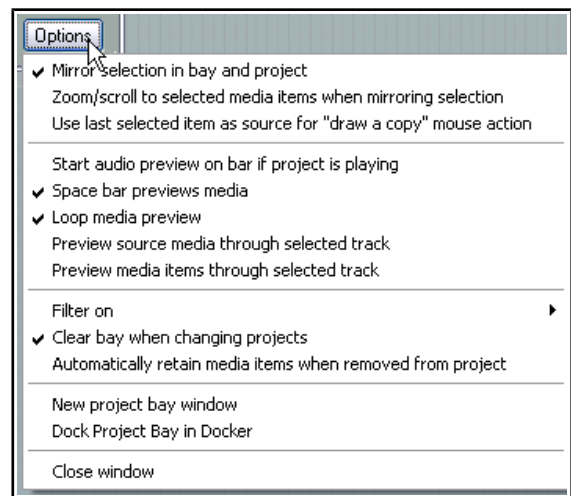 Options
Mirror selection in bay and project
Zoom/scroll to selected media items when mirroring selection
Use last selected item as source for "draw a copy" mouse action
Start audio preview on bar if project is playing
Space bar previews media
Loop media preview
Preview source media through selected track
Preview media items through selected track
Filter on
Clear bay when changing projects
Automatically retain media items when removed from project
New project bay window
Dock Project Bay in Docker
Close window